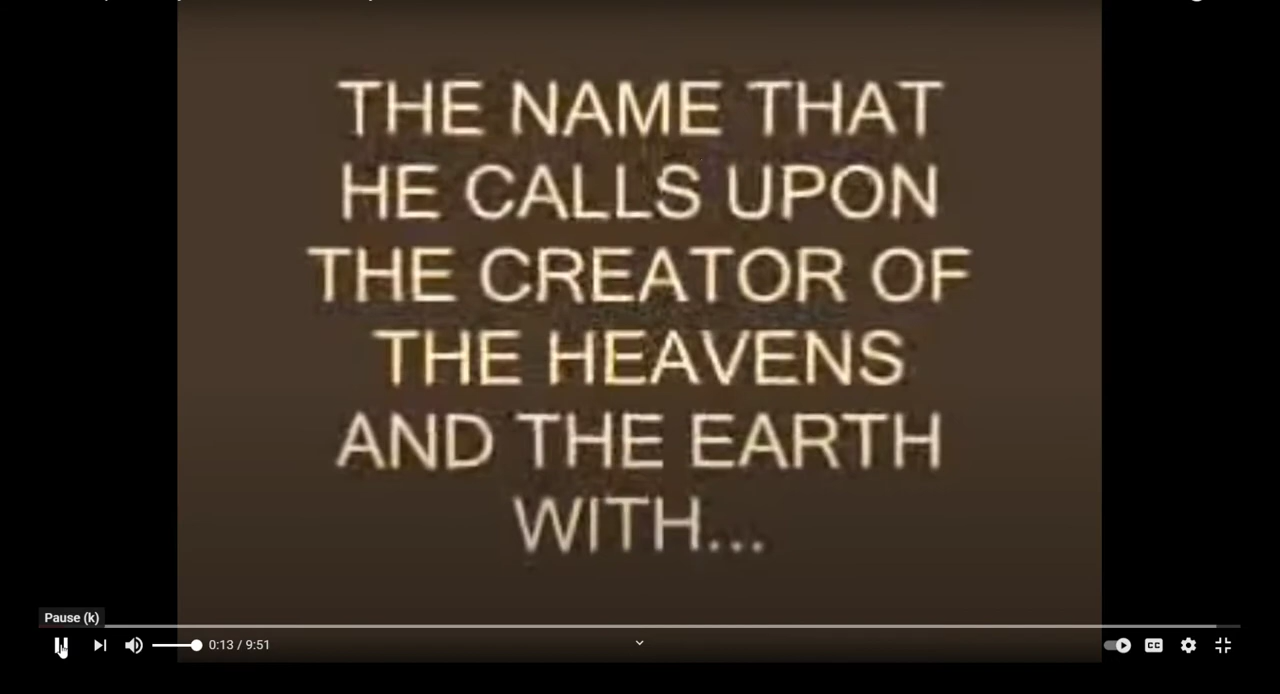 THE NAME THAT
HE CALLS UPON
THE CREATOR OF
THE HEAVENS
AND THE EARTH
WITH...
Pause (k)
0:13 / 9:51
CC